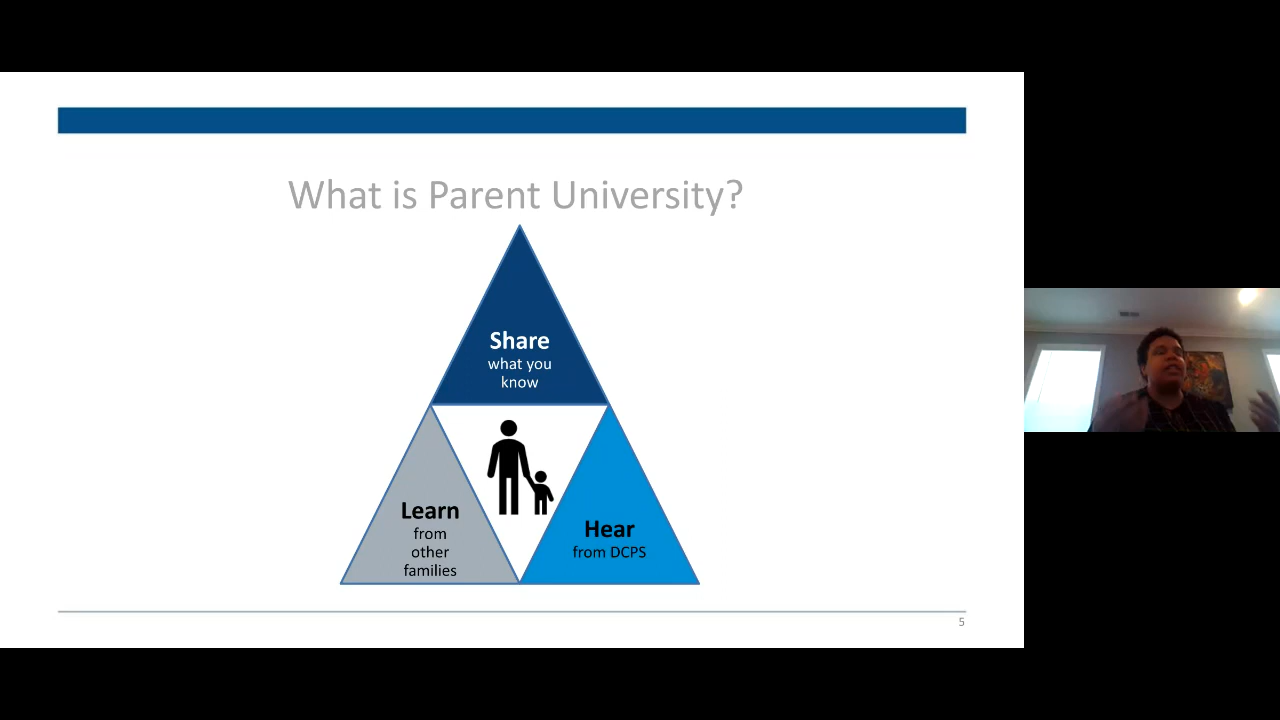 What is Parent University?
Share
what you
know
Learn
from
other
families
Hear
from DCPS
5